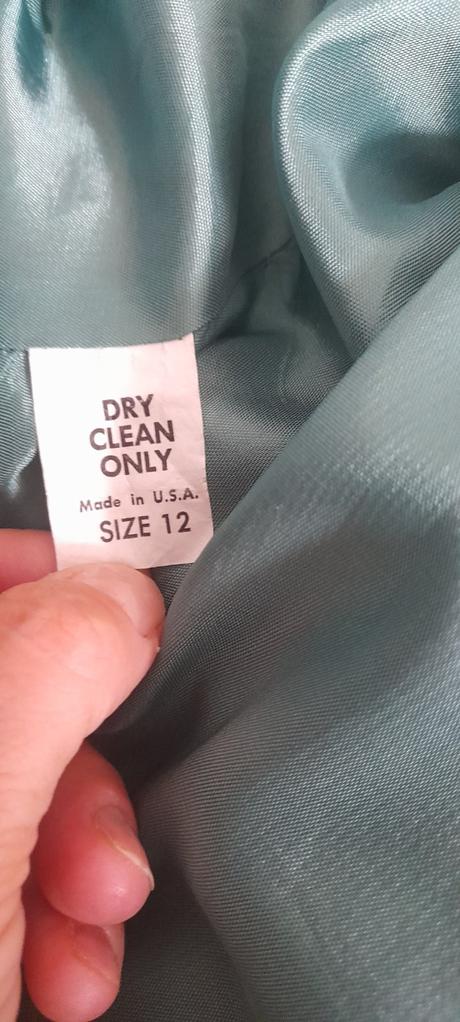 DRY
CLEAN
ONLY
Made in U.S.A.
SIZE 12